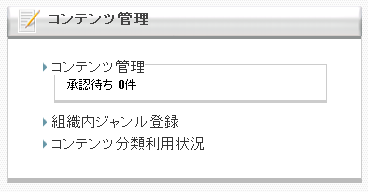 コンテンツ管理
コンテンツ管理
承認待ち 0件
組織内ジャンル登録
コンテンツ分類利用状況